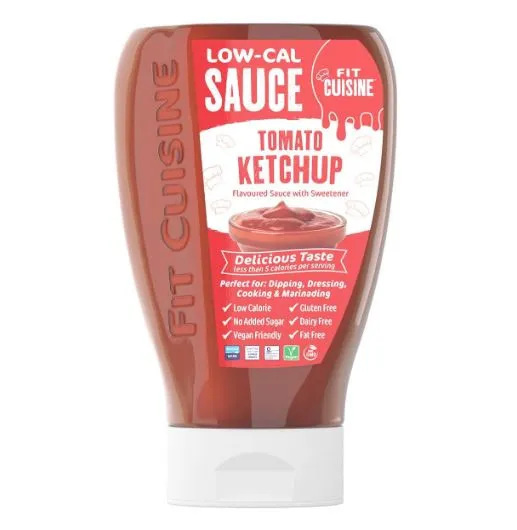 LOW-CAL
SAUCE
FIT
CUISINE™
TOMATO
KETCHUP
Flavoured Sauce with Sweetener
Delicious Taste
less than 5 calories per serving
Perfect for: Dipping, Dressing,
Cooking & Marinading
✓ Low Calorie ✓ Gluten Free
✓ No Added Sugar ✓ Dairy Free
✓ Vegan Friendly ✓ Fat Free
FIT CUISINE